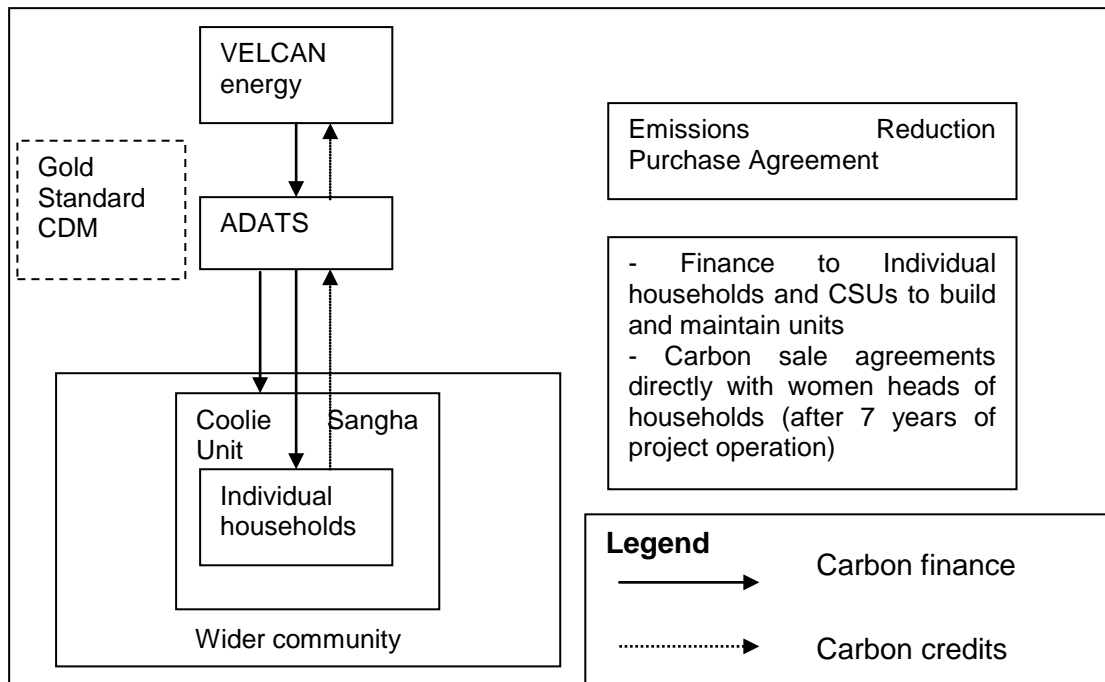 VELCAN
energy
Gold
Standard
CDM
ADATS
Emissions Reduction
Purchase Agreement
- Finance to Individual
households and CSUs to build
and maintain units
- Carbon sale agreements
directly with women heads of
households (after 7 years of
project operation)
Coolie Sangha
Unit
Individual
households
Wider community
Legend
Carbon finance
Carbon credits